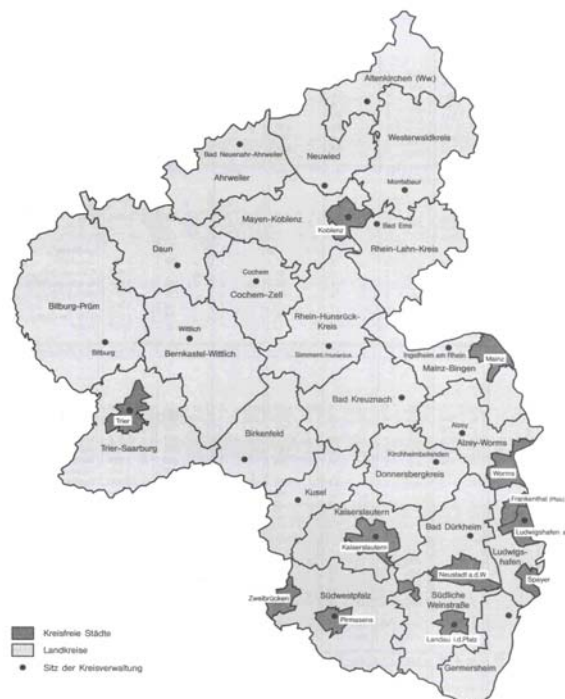 Altenkirchen (Ww.)
Westerwaldkreis
Bad Neuenahr-Ahrweiler
Neuwied
Ahrweiler
Montabaur
Mayen-Koblenz
Koblenz
Bad Ems
Daun
Rhein-Lahn-Kreis
Cochem
Cochem-Zell
Bitburg-Prüm
Rhein-Hunsrück-
Kreis
Wittlich
Bitburg
Bernkastel-Wittlich
Simmern/Hunsrück
Ingelheim am Rhein
Mainz
Mainz-Bingen
Bad Kreuznach
Trier
Alzey
Birkenfeld
Alzey-Worms
Trier-Saarburg
Kirchheimbolanden
Donnersbergkreis
Worms
Kusel
Frankenthal (Pfalz)
Kaiserslautern
Bad Dürkheim
Ludwigshafen a
Kaiserslautern
Ludwigs-
hafen
Neustadt a.d.W
Speyer
Zweibrücken
Südwestpfalz
Südliche
Weinstraße
Pirmasens
Landau i.d.Pfalz
Germersheim
Kreisfreie Städte
Landkreise
Sitz der Kreisverwaltung